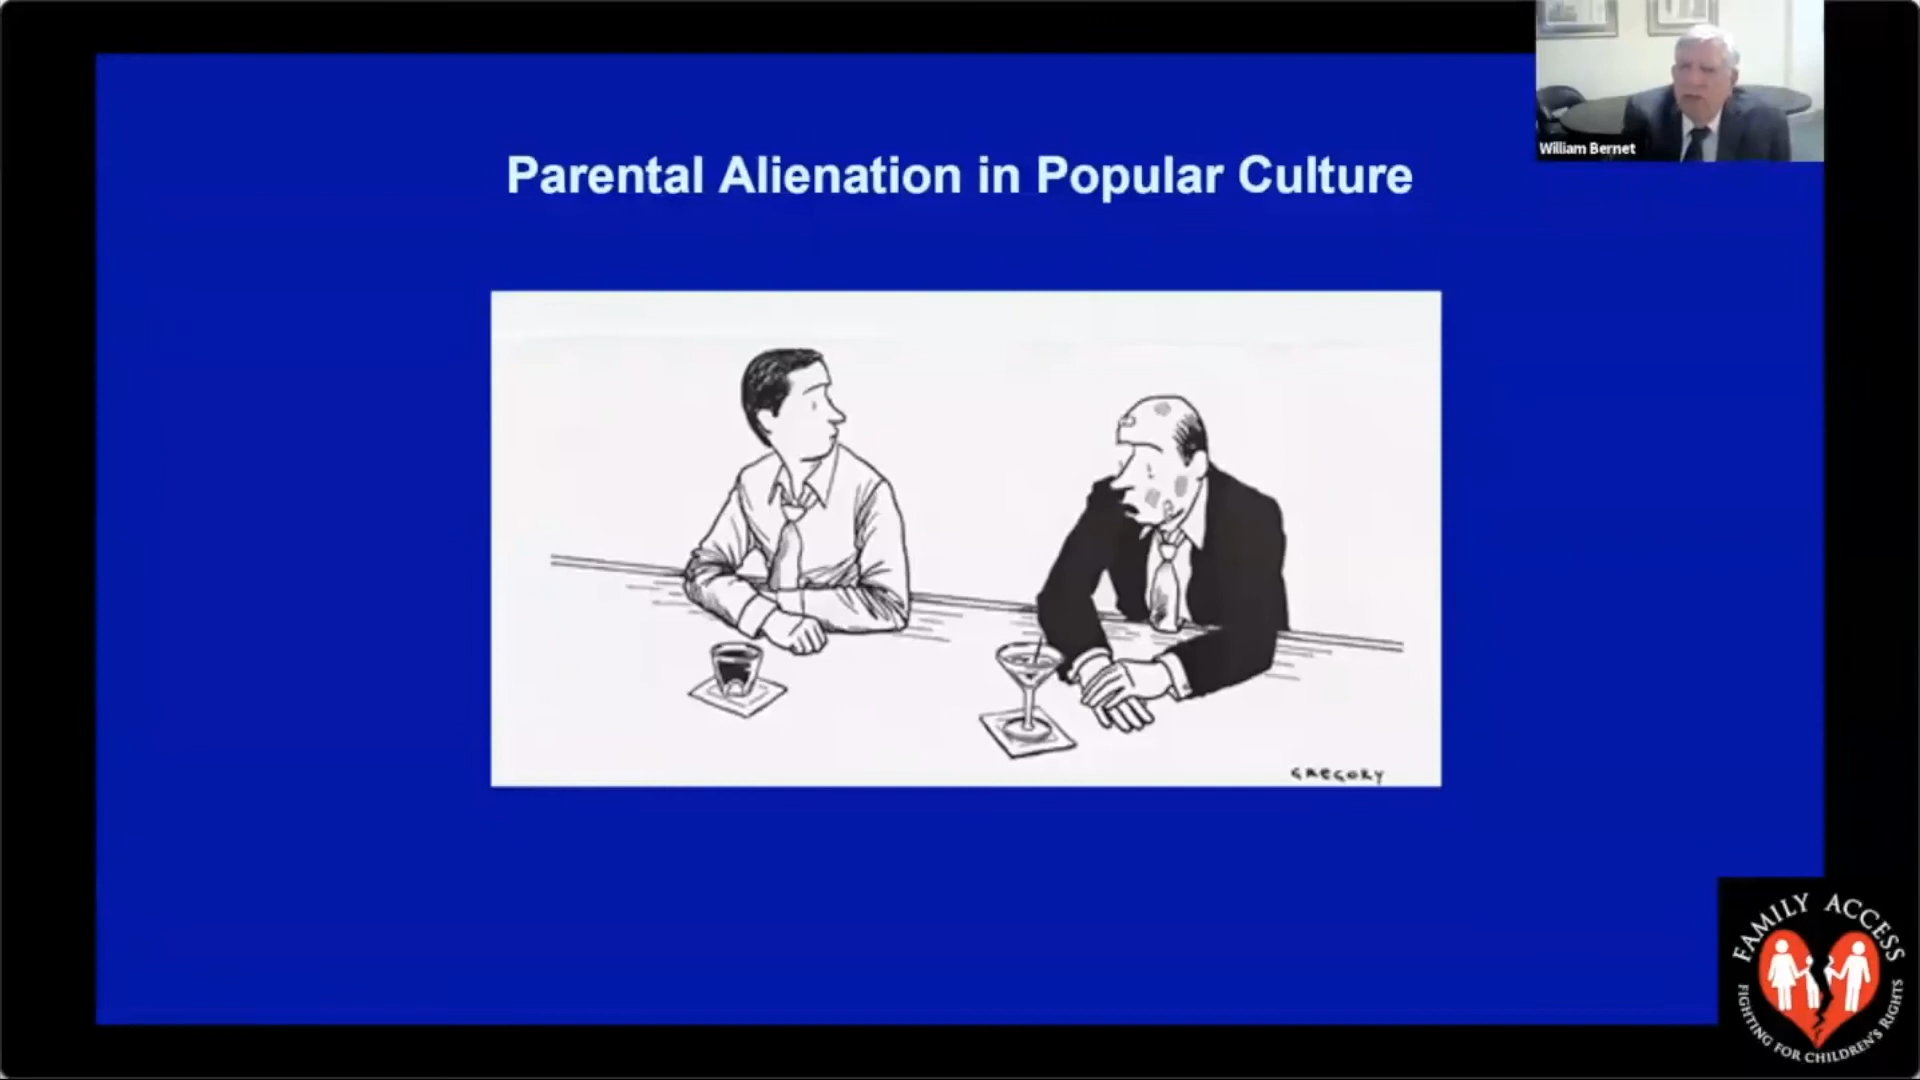 William Bernet
Parental Alienation in Popular Culture
GREGORY
FAMILY ACCESS
FIGHTING FOR CHILDREN'S RIGHTS